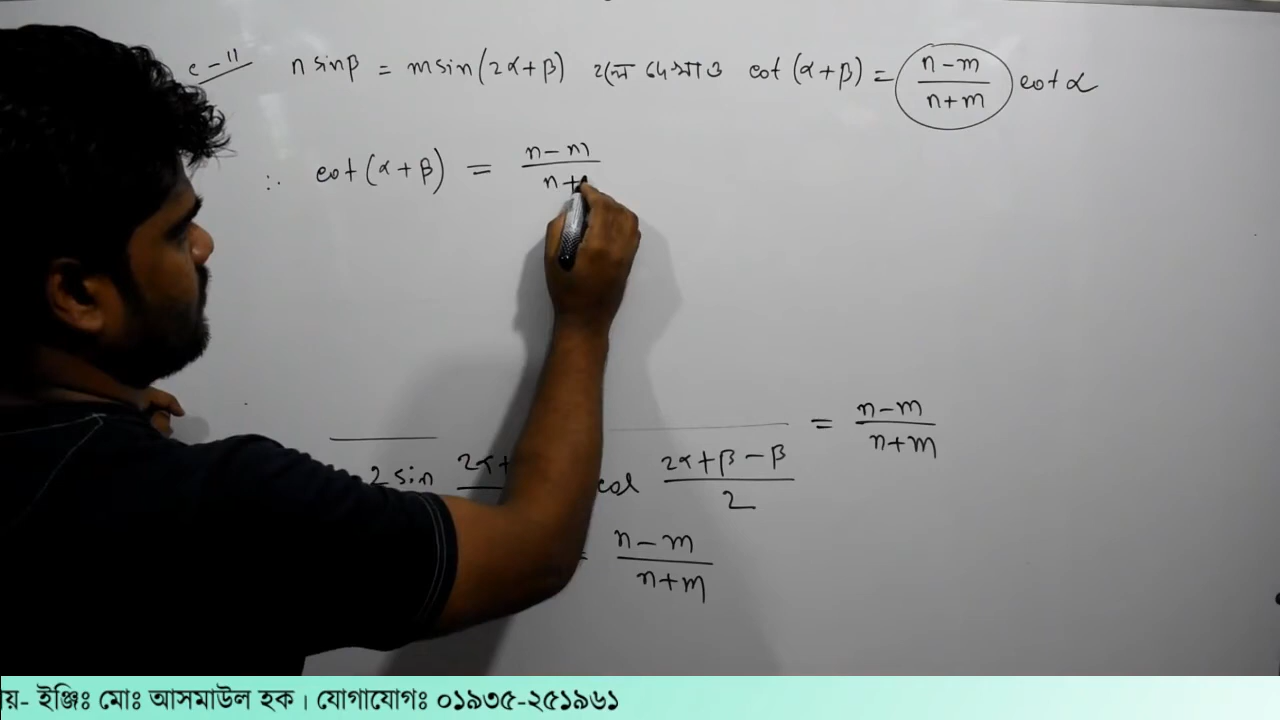 e-11 n sinβ = m sin(2α+β) হলে দেখাও cot(α+β) = (n-m)/(n+m) cotα
∴ cot(α+β) = (n-m)/(n+
= (n-m)/(n+m)
2 sin 2α+ cos (2α+β-β)/2
= (n-m)/(n+m)
য়- ইঞ্জিঃ মোঃ আসমাউল হক। যোগাযোগঃ ০১৯৩৫-২৫১৯৬১